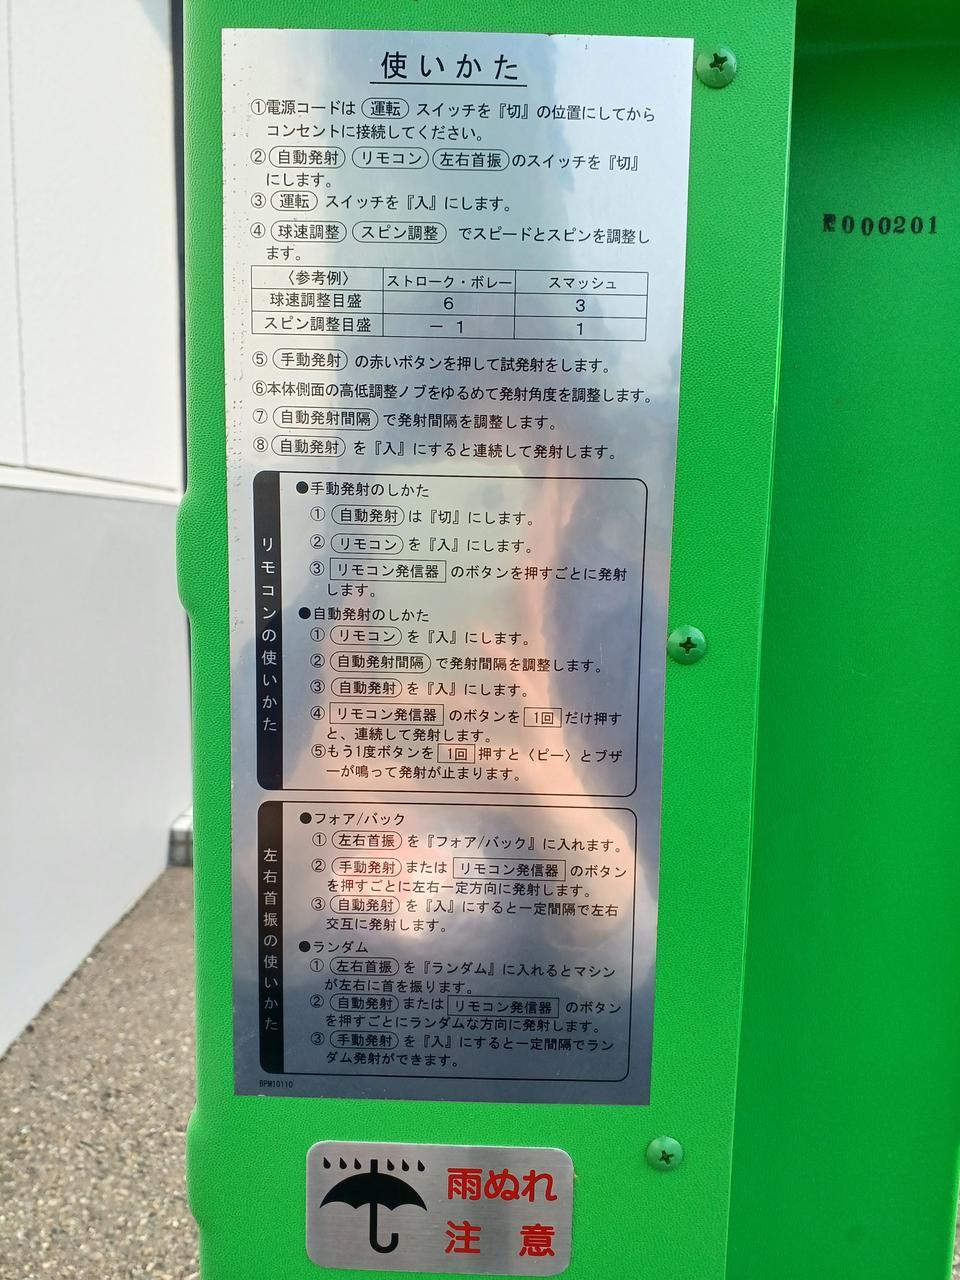 使いかた
①電源コードは 運転 スイッチを『切』の位置にしてから
コンセントに接続してください。
② 自動発射 リモコン 左右首振 のスイッチを『切』
にします。
③ 運転 スイッチを『入』にします。
④ 球速調整 スピン調整 でスピードとスピンを調整し
ます。
〈参考例〉 ストローク・ボレー スマッシュ
球速調整目盛 6 3
スピン調整目盛 －1 1
⑤ 手動発射 の赤いボタンを押して試発射をします。
⑥本体側面の高低調整ノブをゆるめて発射角度を調整します。
⑦ 自動発射間隔 で発射間隔を調整します。
⑧ 自動発射 を『入』にすると連続して発射します。
リモコンの使いかた
●手動発射のしかた
① 自動発射 は『切』にします。
② リモコン を『入』にします。
③ リモコン発信器 のボタンを押すごとに発射
します。
●自動発射のしかた
① リモコン を『入』にします。
② 自動発射間隔 で発射間隔を調整します。
③ 自動発射 を『入』にします。
④ リモコン発信器 のボタンを 1回 だけ押す
と、連続して発射します。
⑤もう1度ボタンを 1回 押すと〈ピー〉とブザ
ーが鳴って発射が止まります。
左右首振の使いかた
●フォア/バック
① 左右首振 を『フォア/バック』に入れます。
② 手動発射 または リモコン発信器 のボタン
を押すごとに左右一定方向に発射します。
③ 自動発射 を『入』にすると一定間隔で左右
交互に発射します。
●ランダム
① 左右首振 を『ランダム』に入れるとマシン
が左右に首を振ります。
② 自動発射 または リモコン発信器 のボタン
を押すごとにランダムな方向に発射します。
③ 手動発射 を『入』にすると一定間隔でラン
ダム発射ができます。
BPM10110
雨ぬれ
注意
000201